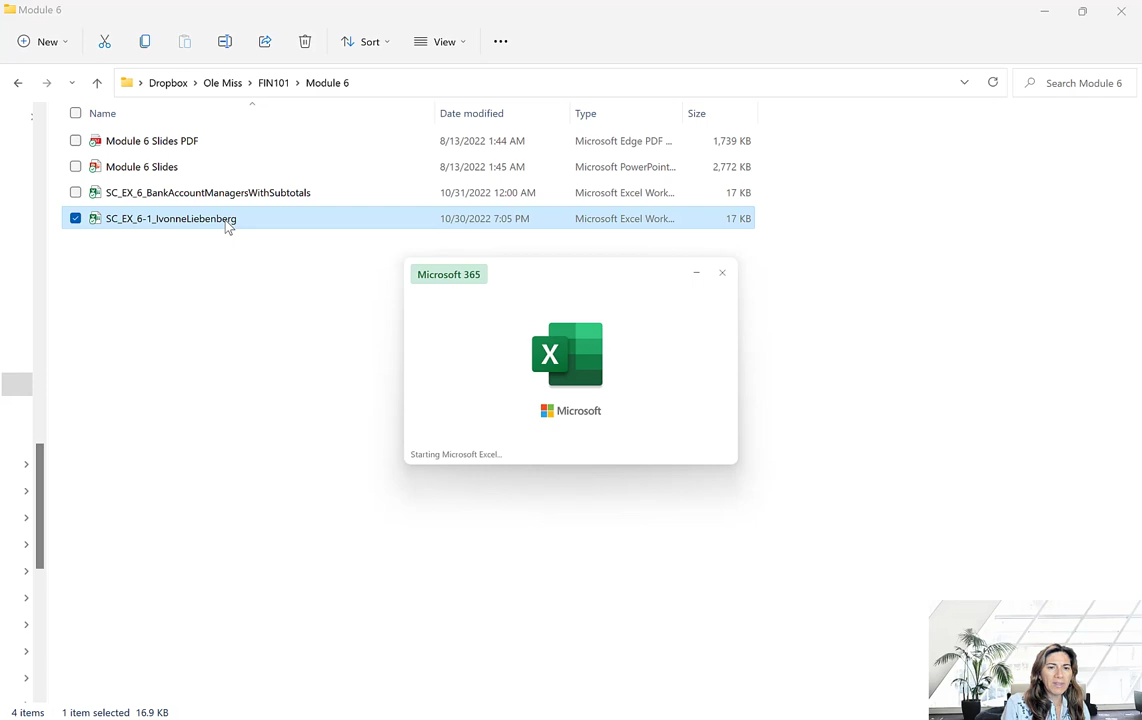 Module 6
New
Sort
View
Dropbox > Ole Miss > FIN101 > Module 6
Search Module 6
Name Date modified Type Size
Module 6 Slides PDF 8/13/2022 1:44 AM Microsoft Edge PDF ... 1,739 KB
Module 6 Slides 8/13/2022 1:45 AM Microsoft PowerPoint... 2,772 KB
SC_EX_6_BankAccountManagersWithSubtotals 10/31/2022 12:00 AM Microsoft Excel Work... 17 KB
SC_EX_6-1_IvonneLiebenberg 10/30/2022 7:05 PM Microsoft Excel Work... 17 KB
Microsoft 365
X
Microsoft
Starting Microsoft Excel...
4 items 1 item selected 16.9 KB